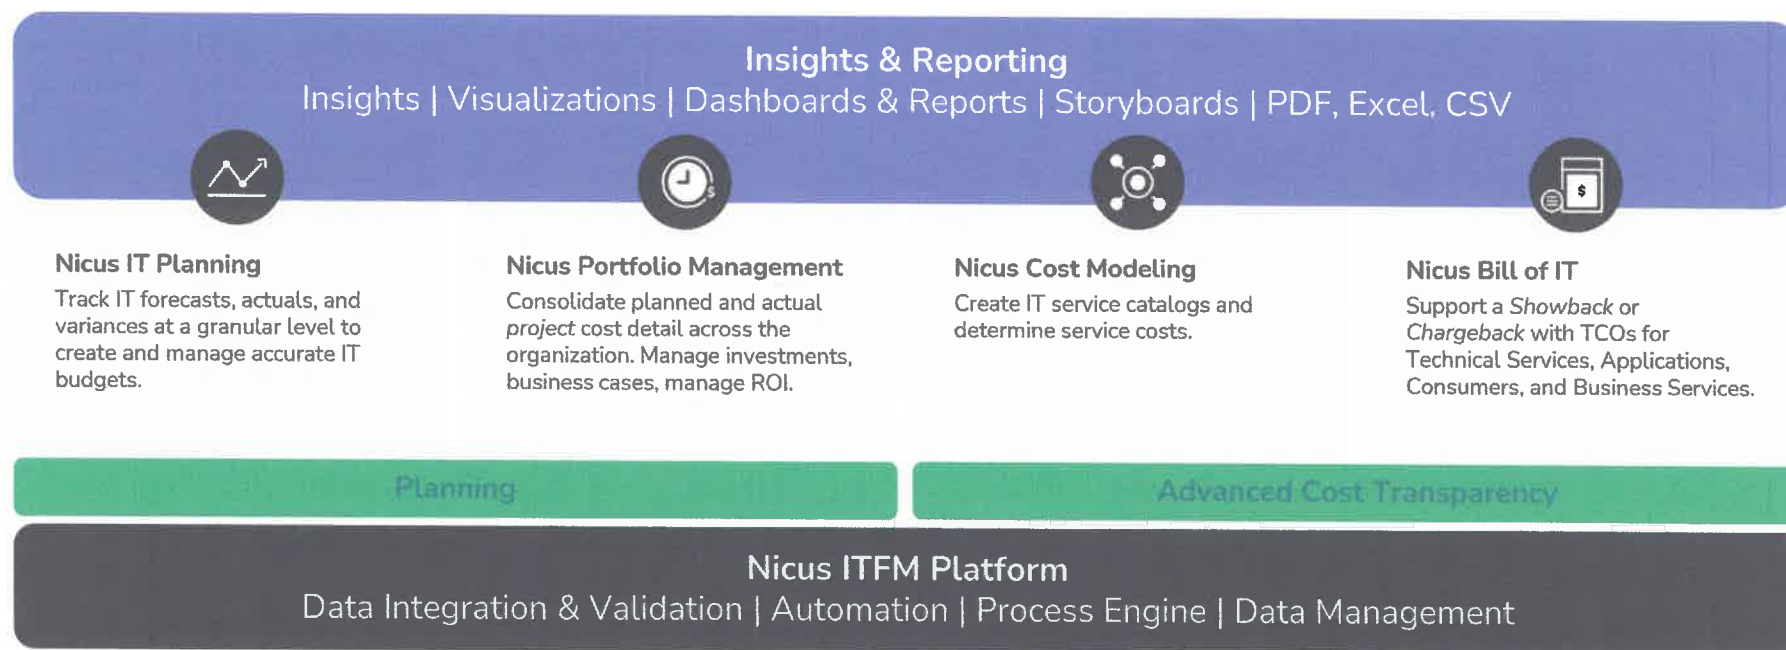 Insights & Reporting
Insights | Visualizations | Dashboards & Reports | Storyboards | PDF, Excel, CSV
$
$
Nicus IT Planning
Track IT forecasts, actuals, and
variances at a granular level to
create and manage accurate IT
budgets.
Nicus Portfolio Management
Consolidate planned and actual
project cost detail across the
organization. Manage investments,
business cases, manage ROI.
Nicus Cost Modeling
Create IT service catalogs and
determine service costs.
Nicus Bill of IT
Support a Showback or
Chargeback with TCOs for
Technical Services, Applications,
Consumers, and Business Services.
Planning
Advanced Cost Transparency
Nicus ITFM Platform
Data Integration & Validation | Automation | Process Engine | Data Management